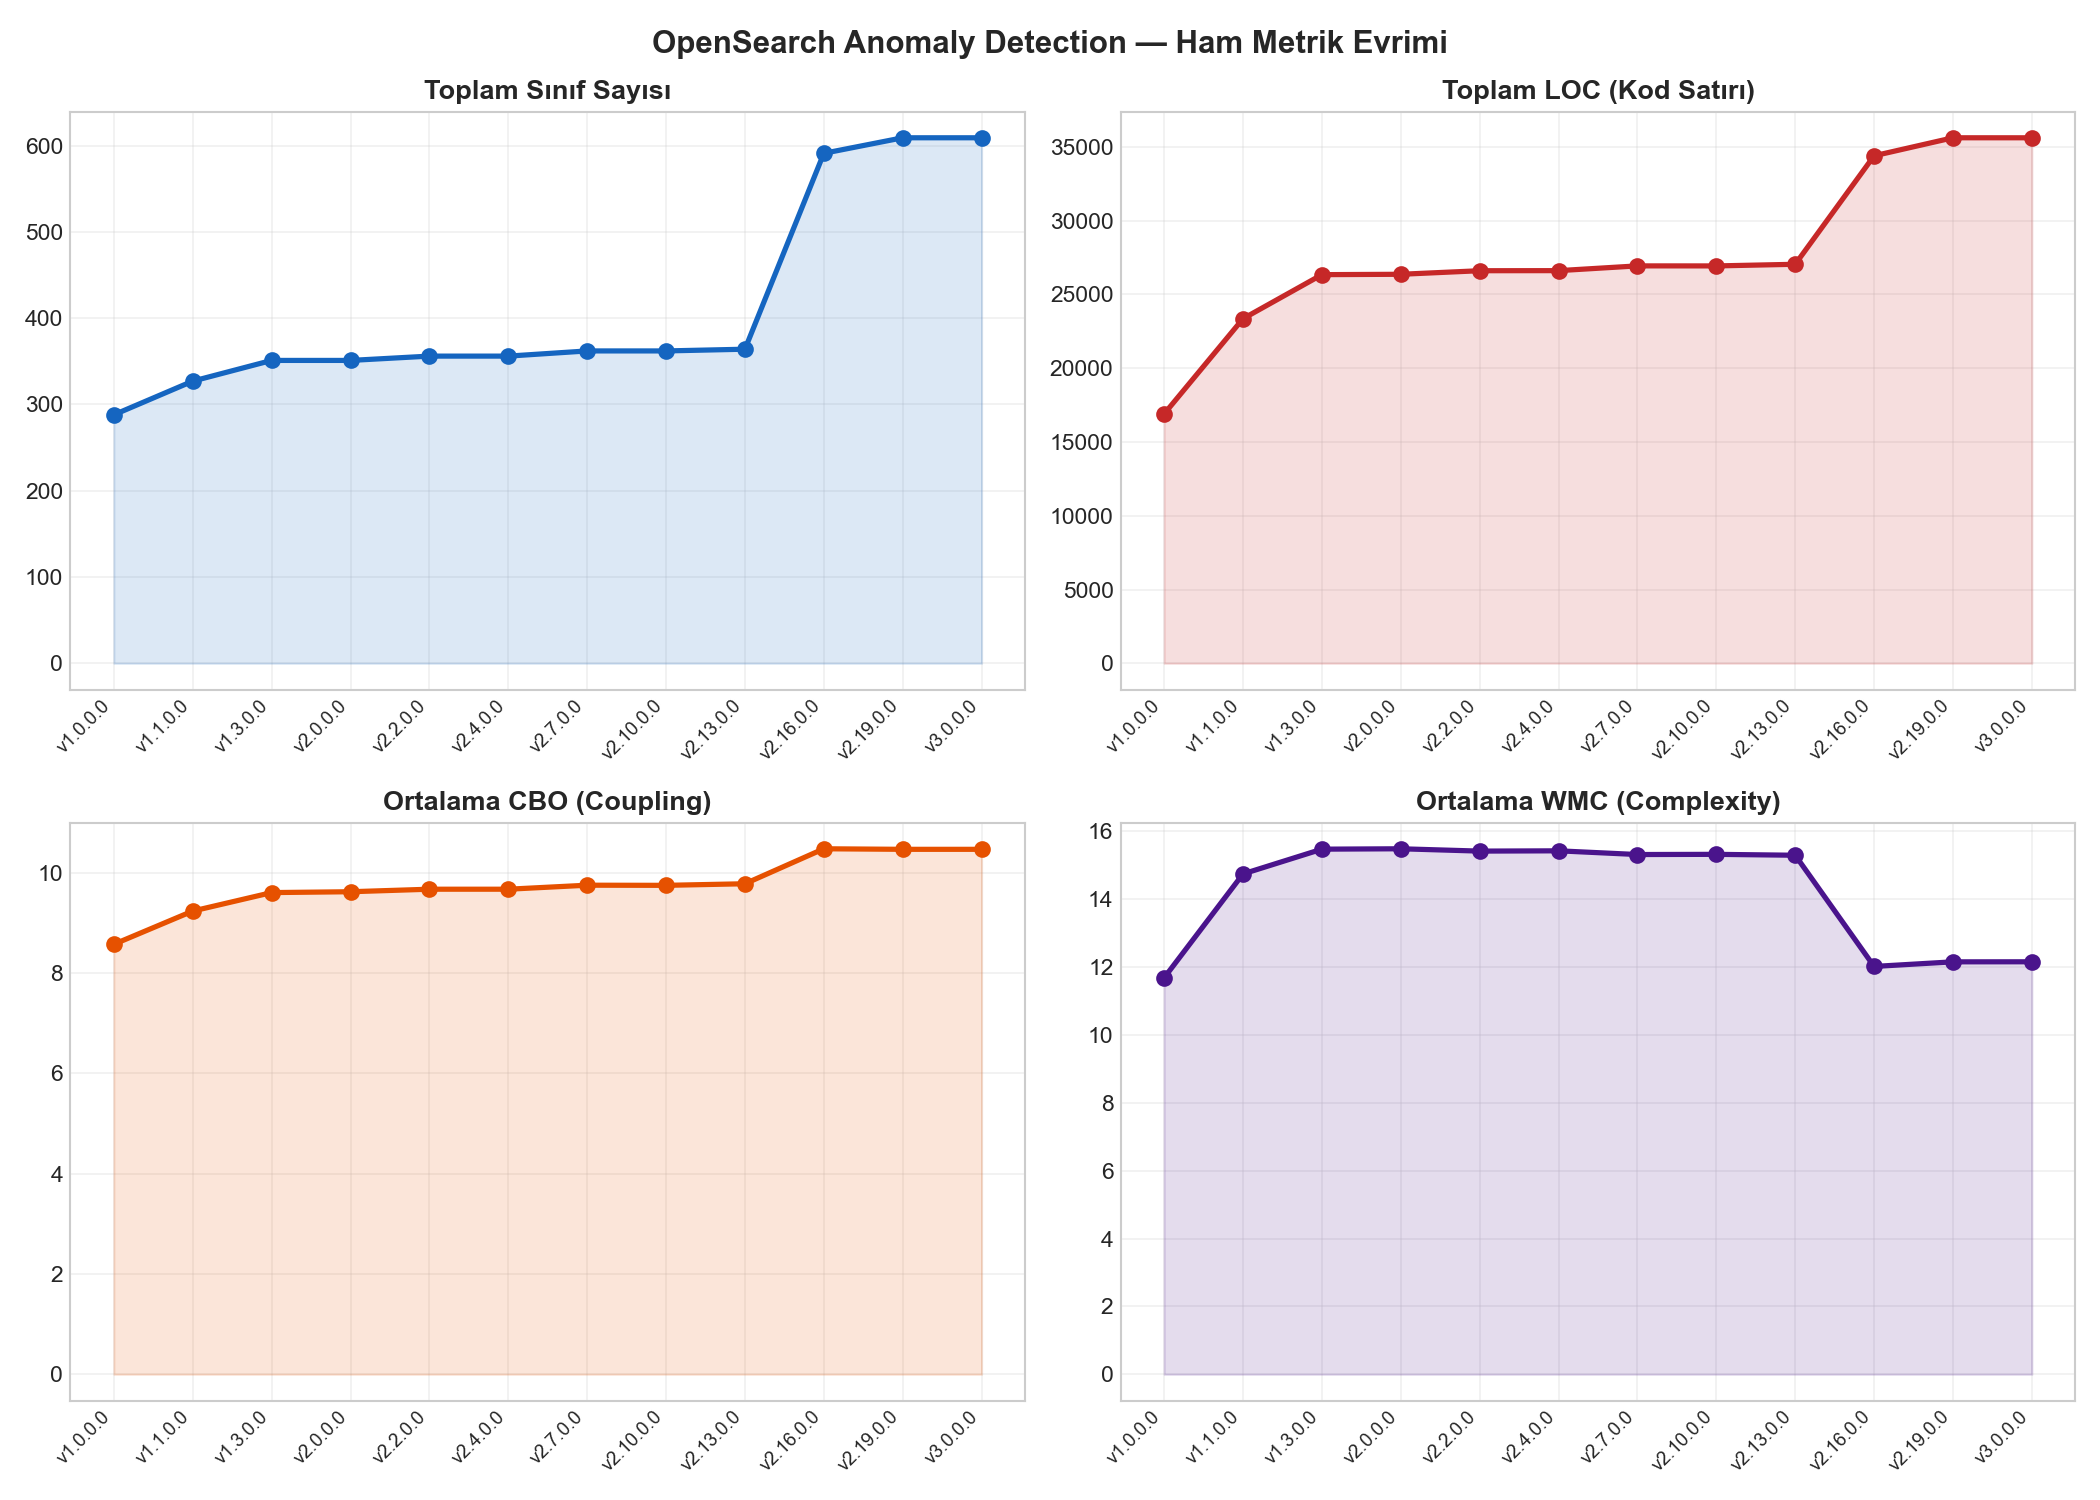 OpenSearch Anomaly Detection — Ham Metrik Evrimi
Toplam Sınıf Sayısı
600
500
400
300
200
100
0
v1.0.0.0
v1.1.0.0
v1.3.0.0
v2.0.0.0
v2.2.0.0
v2.4.0.0
v2.7.0.0
v2.10.0.0
v2.13.0.0
v2.16.0.0
v2.19.0.0
v3.0.0.0
Toplam LOC (Kod Satırı)
35000
30000
25000
20000
15000
10000
5000
0
v1.0.0.0
v1.1.0.0
v1.3.0.0
v2.0.0.0
v2.2.0.0
v2.4.0.0
v2.7.0.0
v2.10.0.0
v2.13.0.0
v2.16.0.0
v2.19.0.0
v3.0.0.0
Ortalama CBO (Coupling)
10
8
6
4
2
0
v1.0.0.0
v1.1.0.0
v1.3.0.0
v2.0.0.0
v2.2.0.0
v2.4.0.0
v2.7.0.0
v2.10.0.0
v2.13.0.0
v2.16.0.0
v2.19.0.0
v3.0.0.0
Ortalama WMC (Complexity)
16
14
12
10
8
6
4
2
0
v1.0.0.0
v1.1.0.0
v1.3.0.0
v2.0.0.0
v2.2.0.0
v2.4.0.0
v2.7.0.0
v2.10.0.0
v2.13.0.0
v2.16.0.0
v2.19.0.0
v3.0.0.0